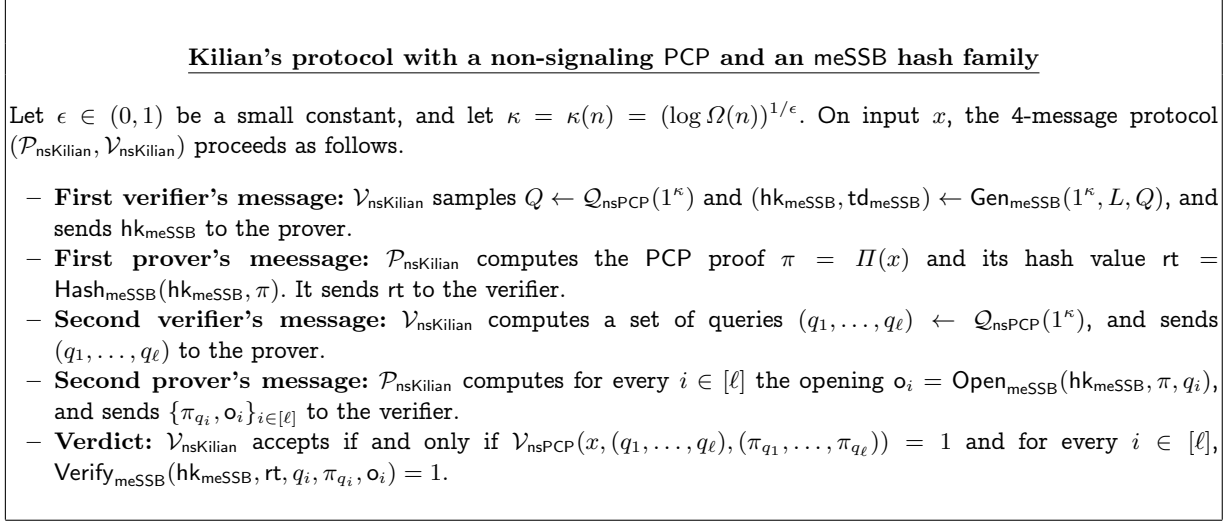 Kilian's protocol with a non-signaling PCP and an meSSB hash family
Let ϵ ∈ (0, 1) be a small constant, and let κ = κ(n) = (log Ω(n))^{1/ϵ}. On input x, the 4-message protocol
(𝒫_nsKilian, 𝒱_nsKilian) proceeds as follows.
– First verifier's message: 𝒱_nsKilian samples Q ← 𝒬_nsPCP(1^κ) and (hk_meSSB, td_meSSB) ← Gen_meSSB(1^κ, L, Q), and
sends hk_meSSB to the prover.
– First prover's meessage: 𝒫_nsKilian computes the PCP proof π = Π(x) and its hash value rt =
Hash_meSSB(hk_meSSB, π). It sends rt to the verifier.
– Second verifier's message: 𝒱_nsKilian computes a set of queries (q_1, . . . , q_ℓ) ← 𝒬_nsPCP(1^κ), and sends
(q_1, . . . , q_ℓ) to the prover.
– Second prover's message: 𝒫_nsKilian computes for every i ∈ [ℓ] the opening o_i = Open_meSSB(hk_meSSB, π, q_i),
and sends {π_{q_i}, o_i}_{i∈[ℓ]} to the verifier.
– Verdict: 𝒱_nsKilian accepts if and only if 𝒱_nsPCP(x, (q_1, . . . , q_ℓ), (π_{q_1}, . . . , π_{q_ℓ})) = 1 and for every i ∈ [ℓ],
Verify_meSSB(hk_meSSB, rt, q_i, π_{q_i}, o_i) = 1.